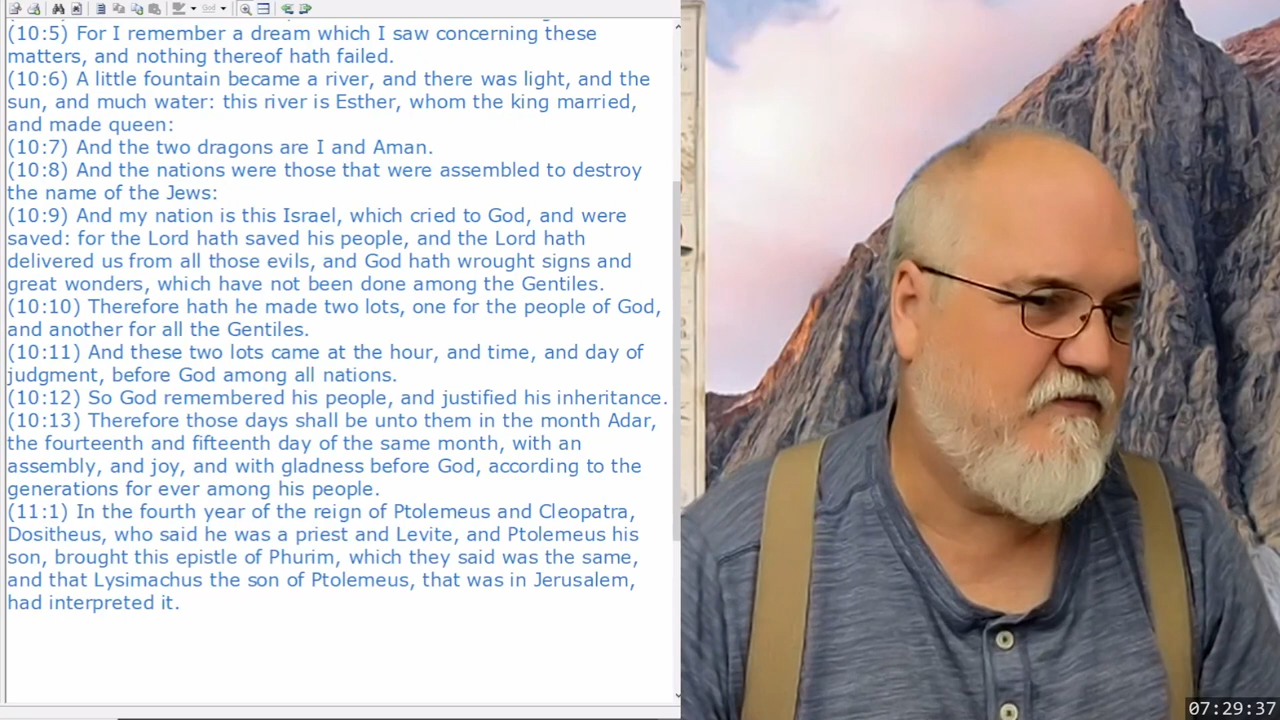 (10:5) For I remember a dream which I saw concerning these
matters, and nothing thereof hath failed.
(10:6) A little fountain became a river, and there was light, and the
sun, and much water: this river is Esther, whom the king married,
and made queen:
(10:7) And the two dragons are I and Aman.
(10:8) And the nations were those that were assembled to destroy
the name of the Jews:
(10:9) And my nation is this Israel, which cried to God, and were
saved: for the Lord hath saved his people, and the Lord hath
delivered us from all those evils, and God hath wrought signs and
great wonders, which have not been done among the Gentiles.
(10:10) Therefore hath he made two lots, one for the people of God,
and another for all the Gentiles.
(10:11) And these two lots came at the hour, and time, and day of
judgment, before God among all nations.
(10:12) So God remembered his people, and justified his inheritance.
(10:13) Therefore those days shall be unto them in the month Adar,
the fourteenth and fifteenth day of the same month, with an
assembly, and joy, and with gladness before God, according to the
generations for ever among his people.
(11:1) In the fourth year of the reign of Ptolemeus and Cleopatra,
Dositheus, who said he was a priest and Levite, and Ptolemeus his
son, brought this epistle of Phurim, which they said was the same,
and that Lysimachus the son of Ptolemeus, that was in Jerusalem,
had interpreted it.
07:29:37